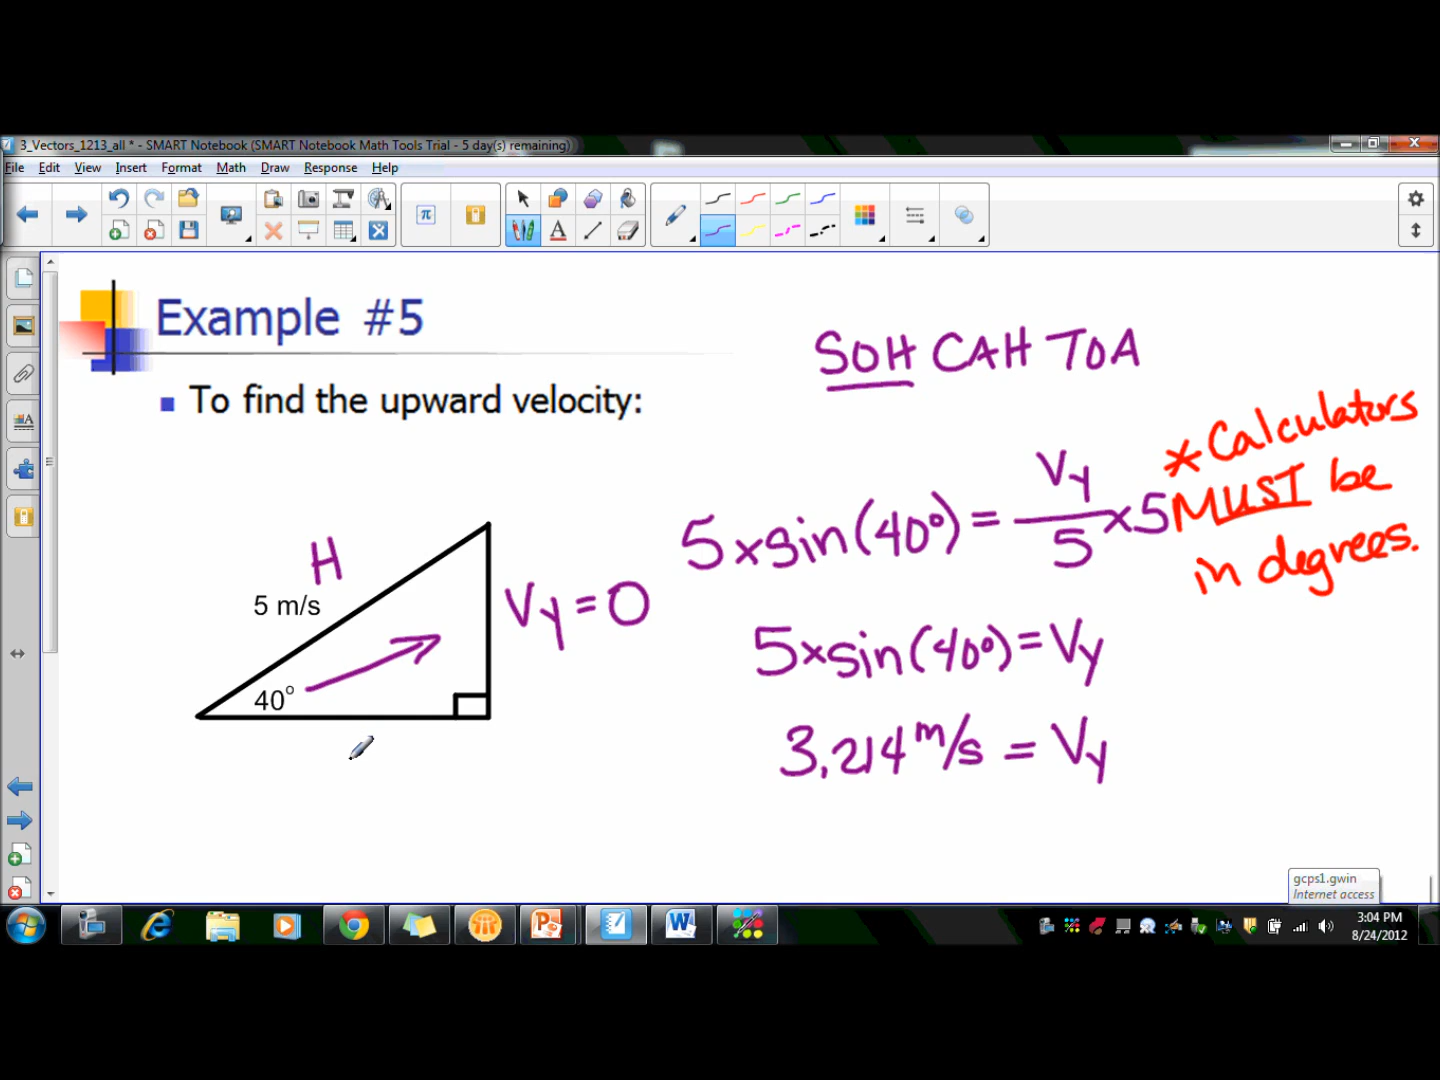 3_Vectors_1213_all * - SMART Notebook (SMART Notebook Math Tools Trial - 5 day(s) remaining)
File Edit View Insert Format Math Draw Response Help
π
A
Example #5
SOH CAH TOA
To find the upward velocity:
* Calculators
MUST be
in degrees.
5×sin(40°) = Vy/5 ×5
H
5 m/s
Vy = O
40°
5×sin(40°) = Vy
3.214 m/s = Vy
gcps1.gwin
Internet access
3:04 PM
8/24/2012